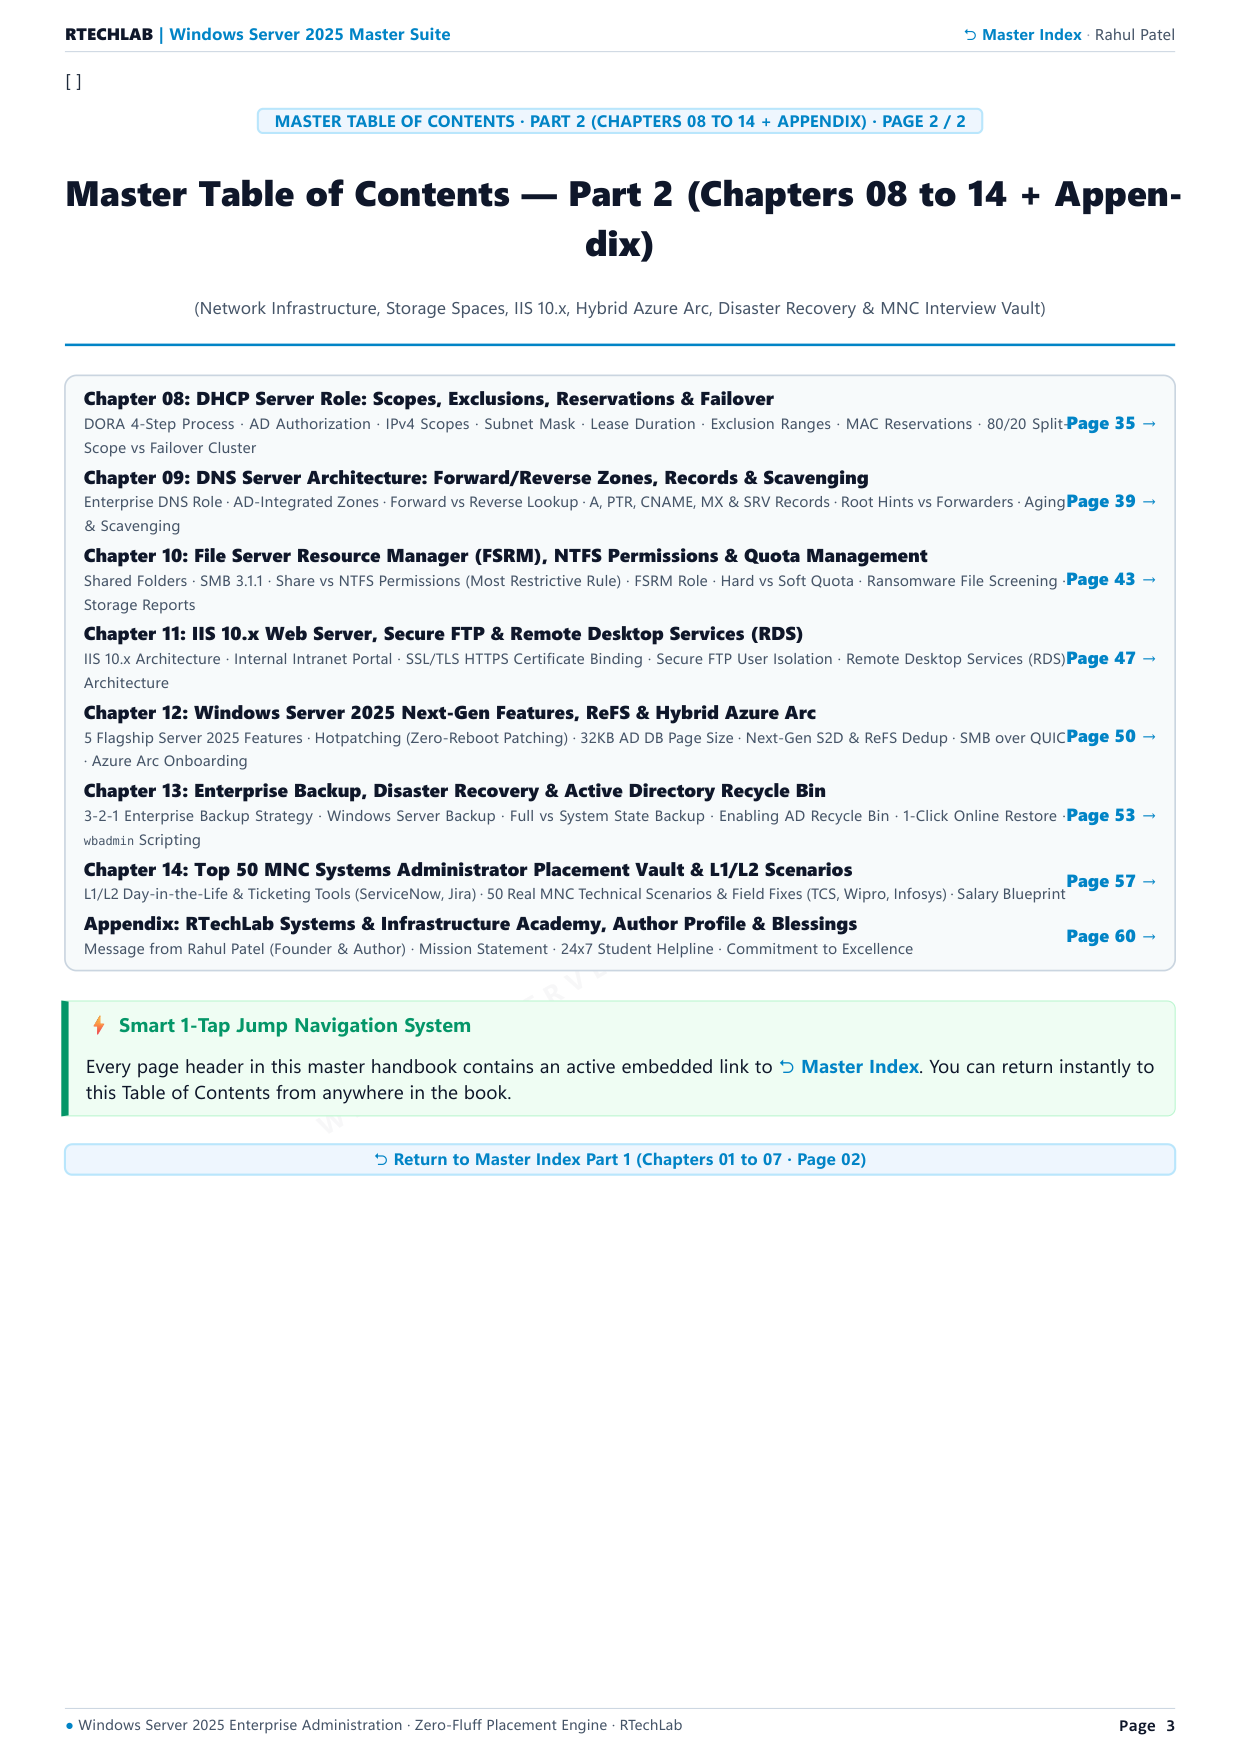 RTECHLAB | Windows Server 2025 Master Suite
⮌ Master Index · Rahul Patel
[ ]
MASTER TABLE OF CONTENTS · PART 2 (CHAPTERS 08 TO 14 + APPENDIX) · PAGE 2 / 2
Master Table of Contents — Part 2 (Chapters 08 to 14 + Appen-
dix)
(Network Infrastructure, Storage Spaces, IIS 10.x, Hybrid Azure Arc, Disaster Recovery & MNC Interview Vault)
Chapter 08: DHCP Server Role: Scopes, Exclusions, Reservations & Failover
DORA 4-Step Process · AD Authorization · IPv4 Scopes · Subnet Mask · Lease Duration · Exclusion Ranges · MAC Reservations · 80/20 Split-
Scope vs Failover Cluster
Page 35 →
Chapter 09: DNS Server Architecture: Forward/Reverse Zones, Records & Scavenging
Enterprise DNS Role · AD-Integrated Zones · Forward vs Reverse Lookup · A, PTR, CNAME, MX & SRV Records · Root Hints vs Forwarders · Aging
& Scavenging
Page 39 →
Chapter 10: File Server Resource Manager (FSRM), NTFS Permissions & Quota Management
Shared Folders · SMB 3.1.1 · Share vs NTFS Permissions (Most Restrictive Rule) · FSRM Role · Hard vs Soft Quota · Ransomware File Screening ·
Storage Reports
Page 43 →
Chapter 11: IIS 10.x Web Server, Secure FTP & Remote Desktop Services (RDS)
IIS 10.x Architecture · Internal Intranet Portal · SSL/TLS HTTPS Certificate Binding · Secure FTP User Isolation · Remote Desktop Services (RDS)
Architecture
Page 47 →
Chapter 12: Windows Server 2025 Next-Gen Features, ReFS & Hybrid Azure Arc
5 Flagship Server 2025 Features · Hotpatching (Zero-Reboot Patching) · 32KB AD DB Page Size · Next-Gen S2D & ReFS Dedup · SMB over QUIC
· Azure Arc Onboarding
Page 50 →
Chapter 13: Enterprise Backup, Disaster Recovery & Active Directory Recycle Bin
3-2-1 Enterprise Backup Strategy · Windows Server Backup · Full vs System State Backup · Enabling AD Recycle Bin · 1-Click Online Restore ·
wbadmin Scripting
Page 53 →
Chapter 14: Top 50 MNC Systems Administrator Placement Vault & L1/L2 Scenarios
L1/L2 Day-in-the-Life & Ticketing Tools (ServiceNow, Jira) · 50 Real MNC Technical Scenarios & Field Fixes (TCS, Wipro, Infosys) · Salary Blueprint
Page 57 →
Appendix: RTechLab Systems & Infrastructure Academy, Author Profile & Blessings
Message from Rahul Patel (Founder & Author) · Mission Statement · 24x7 Student Helpline · Commitment to Excellence
Page 60 →
⚡ Smart 1-Tap Jump Navigation System
Every page header in this master handbook contains an active embedded link to ⮌ Master Index. You can return instantly to
this Table of Contents from anywhere in the book.
⮌ Return to Master Index Part 1 (Chapters 01 to 07 · Page 02)
● Windows Server 2025 Enterprise Administration · Zero-Fluff Placement Engine · RTechLab
Page 3